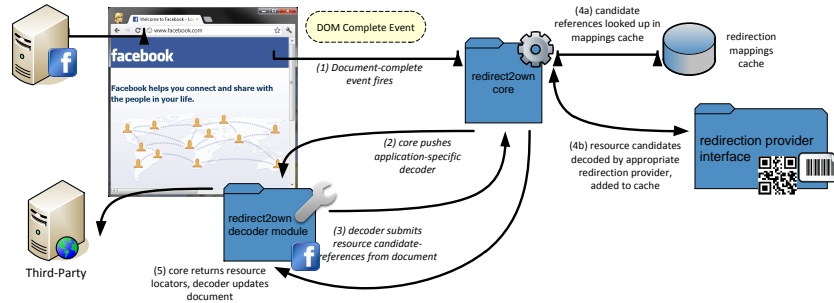 Welcome to Facebook - Lo
www.facebook.com
facebook
Facebook helps you connect and share with
the people in your life.
DOM Complete Event
(1) Document-complete
event fires
redirect2own
core
(4a) candidate
references looked up in
mappings cache
redirection
mappings
cache
(2) core pushes
application-specific
decoder
(4b) resource candidates
decoded by appropriate
redirection provider,
added to cache
redirection provider
interface
redirect2own
decoder module
(3) decoder submits
resource candidate-
references from document
Third-Party
(5) core returns resource
locators, decoder updates
document